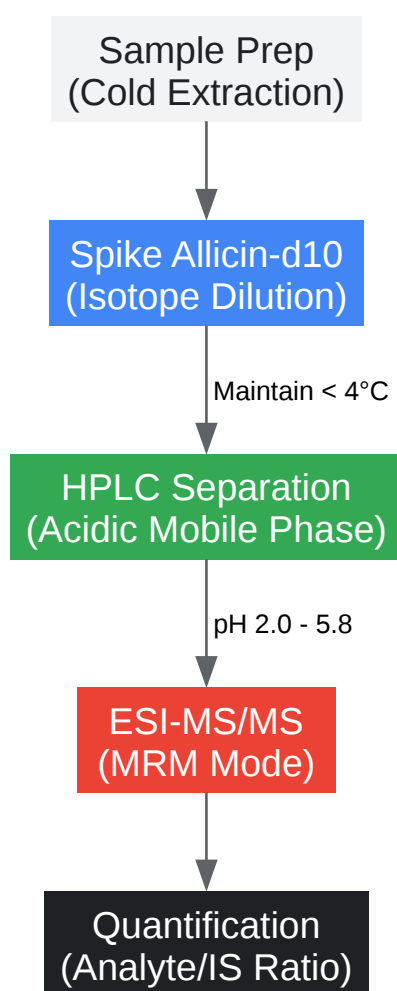 Sample Prep
(Cold Extraction)
Spike Allicin-d10
(Isotope Dilution)
Maintain < 4°C
HPLC Separation
(Acidic Mobile Phase)
pH 2.0 - 5.8
ESI-MS/MS
(MRM Mode)
Quantification
(Analyte/IS Ratio)